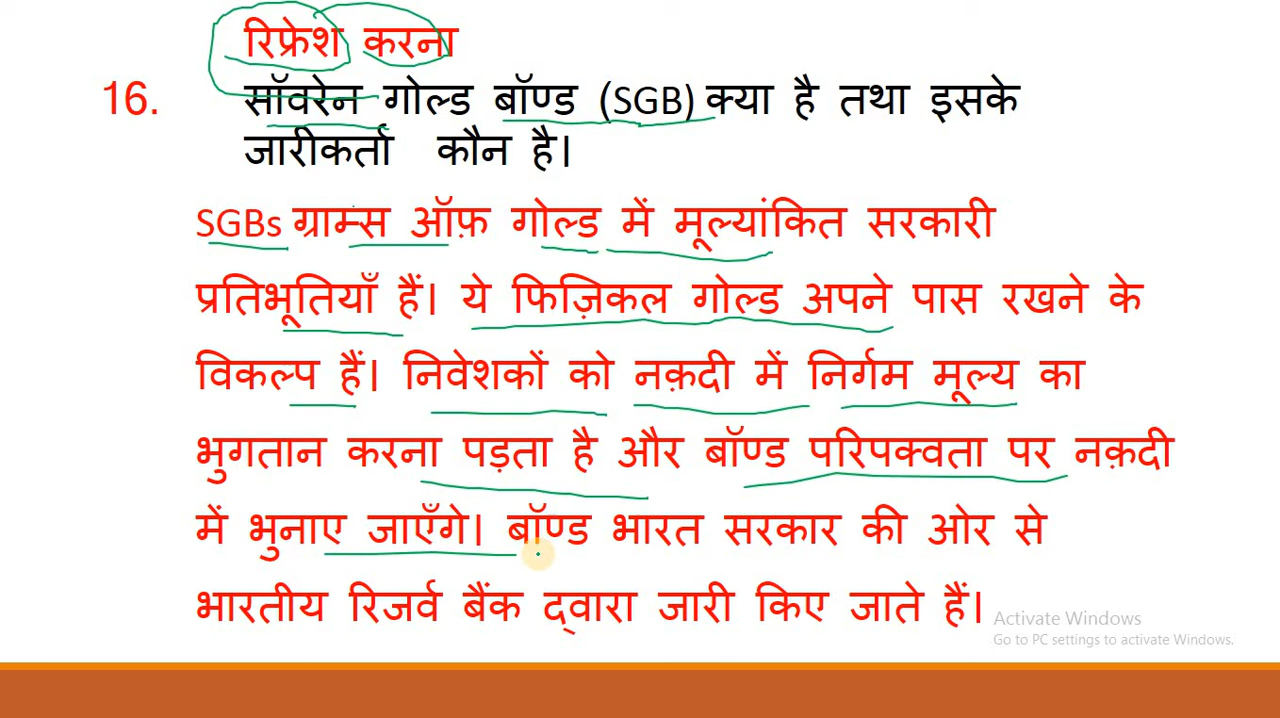 रिफ्रेश करना
16. सॉवरेन गोल्ड बॉण्ड (SGB) क्या है तथा इसके
जारीकर्ता कौन है।
SGBs ग्राम्स ऑफ़ गोल्ड में मूल्यांकित सरकारी
प्रतिभूतियाँ हैं। ये फिज़िकल गोल्ड अपने पास रखने के
विकल्प हैं। निवेशकों को नक़दी में निर्गम मूल्य का
भुगतान करना पड़ता है और बॉण्ड परिपक्वता पर नक़दी
में भुनाए जाएँगे। बॉण्ड भारत सरकार की ओर से
भारतीय रिजर्व बैंक द्वारा जारी किए जाते हैं।
Activate Windows
Go to PC settings to activate Windows.